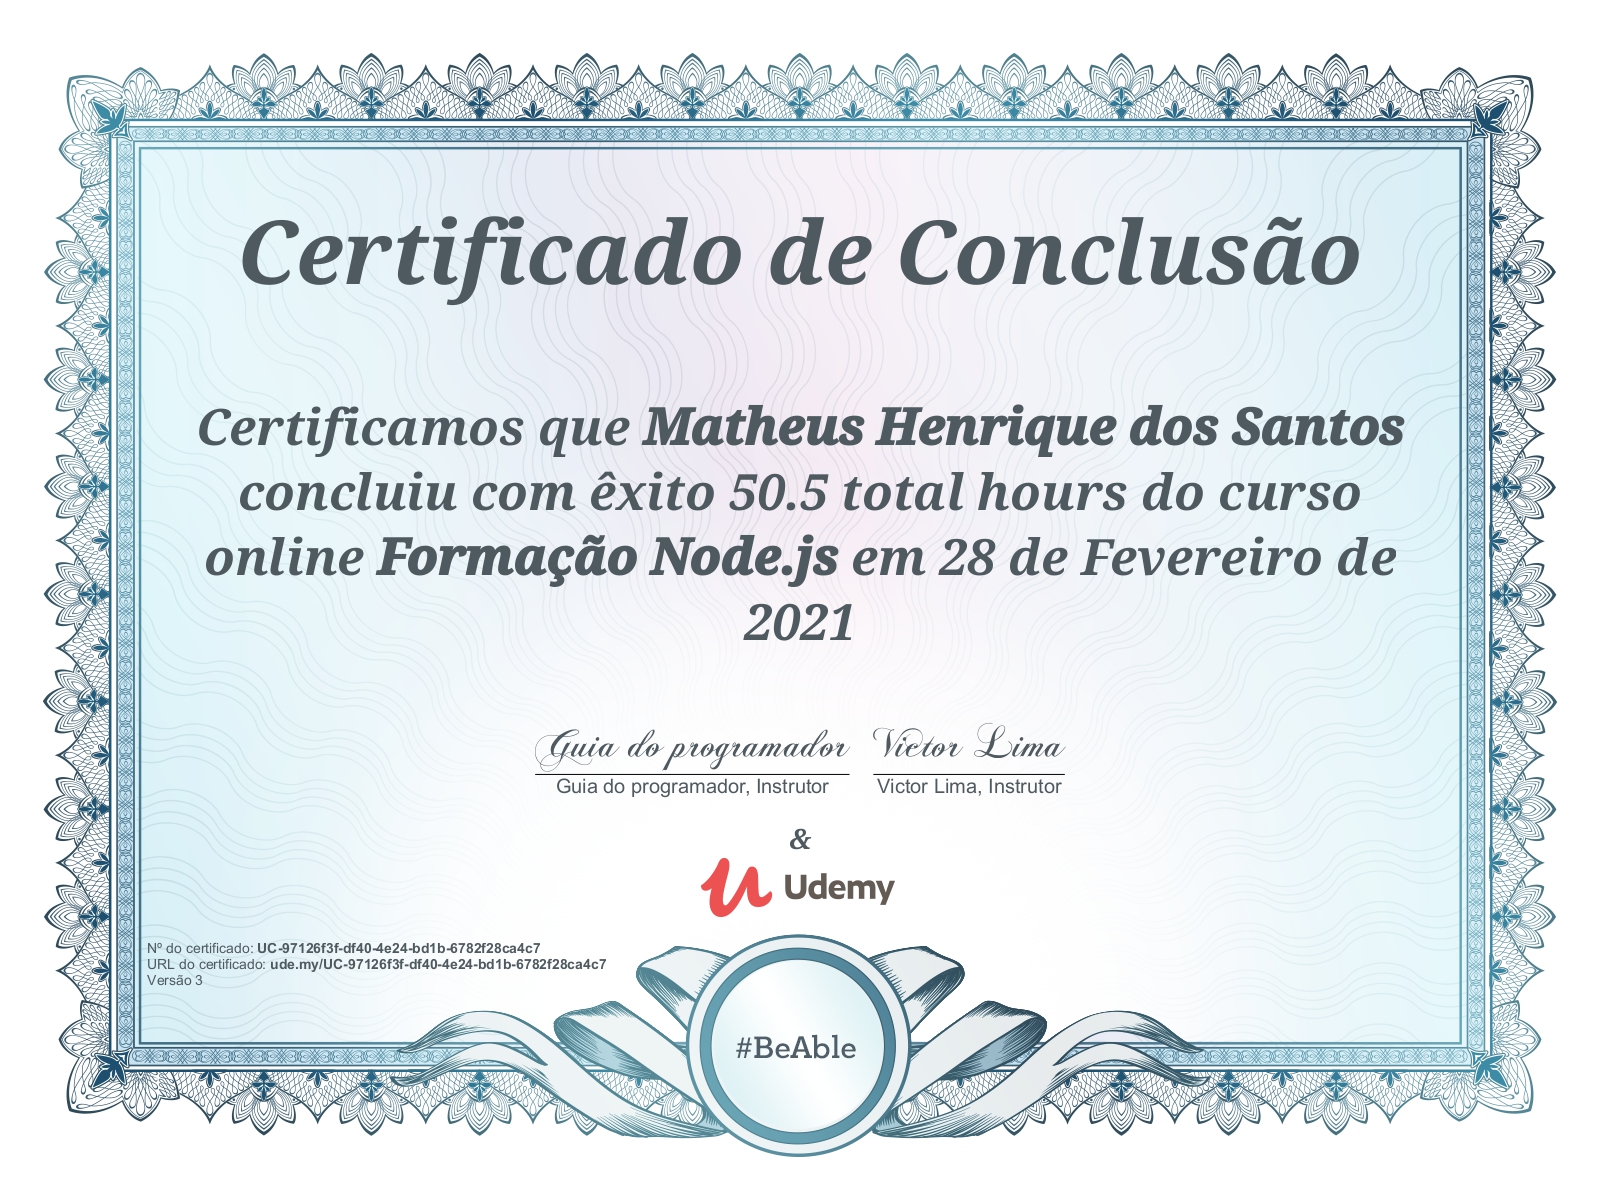 Certificado de Conclusão
Certificamos que Matheus Henrique dos Santos
concluiu com êxito 50.5 total hours do curso
online Formação Node.js em 28 de Fevereiro de
2021
Guia do programador Victor Lima
Guia do programador, Instrutor Victor Lima, Instrutor
&
Udemy
Nº do certificado: UC-97126f3f-df40-4e24-bd1b-6782f28ca4c7
URL do certificado: ude.my/UC-97126f3f-df40-4e24-bd1b-6782f28ca4c7
Versão 3
#BeAble